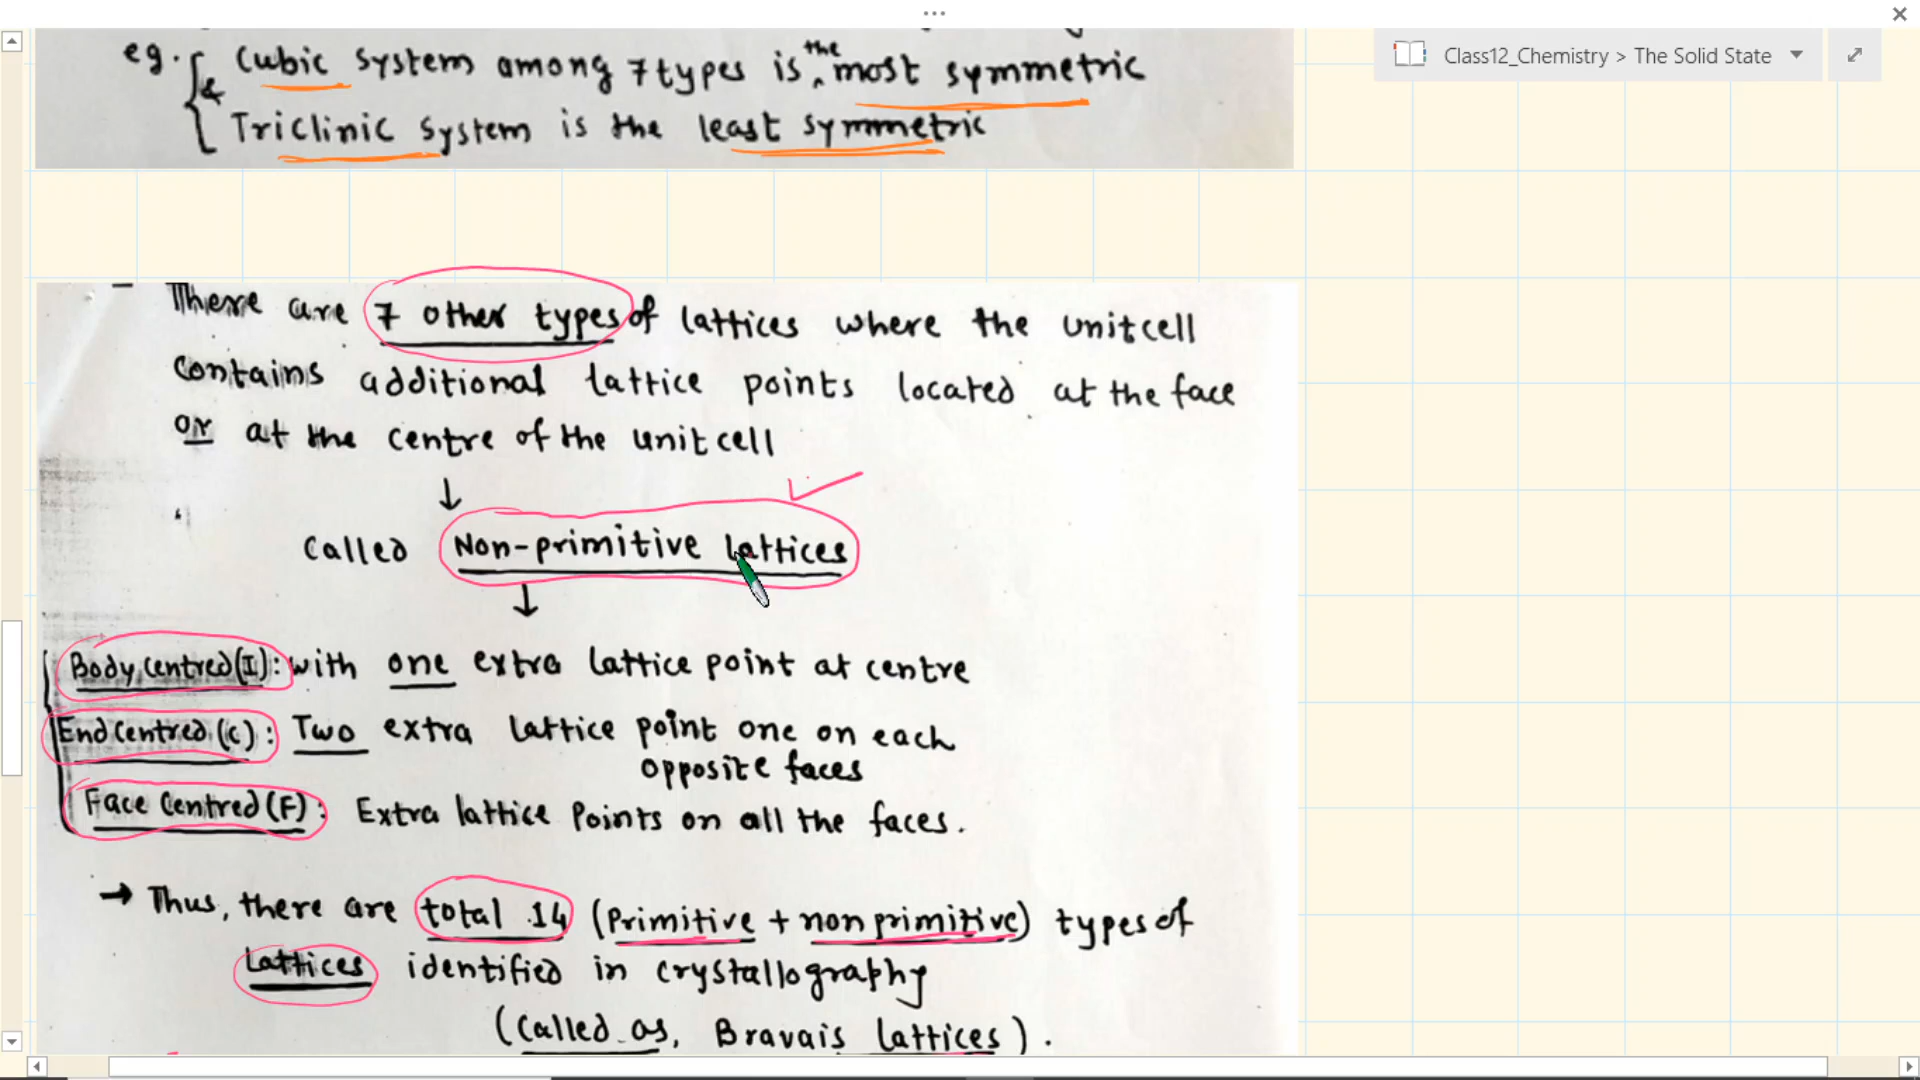 Class12_Chemistry > The Solid State
eg. Cubic system among 7 types is the most symmetric
& Triclinic system is the least symmetric
- There are 7 other types of lattices where the unitcell
contains additional lattice points located at the face
or at the centre of the unit cell
↓
Called Non-primitive lattices
↓
Body centred (I): with one extra lattice point at centre
End centred (C): Two extra lattice point one on each
opposite faces
Face Centred (F): Extra lattice Points on all the faces.
→ Thus, there are total 14 (Primitive + non primitive) types of
Lattices identified in crystallography
(Called as, Bravais lattices).